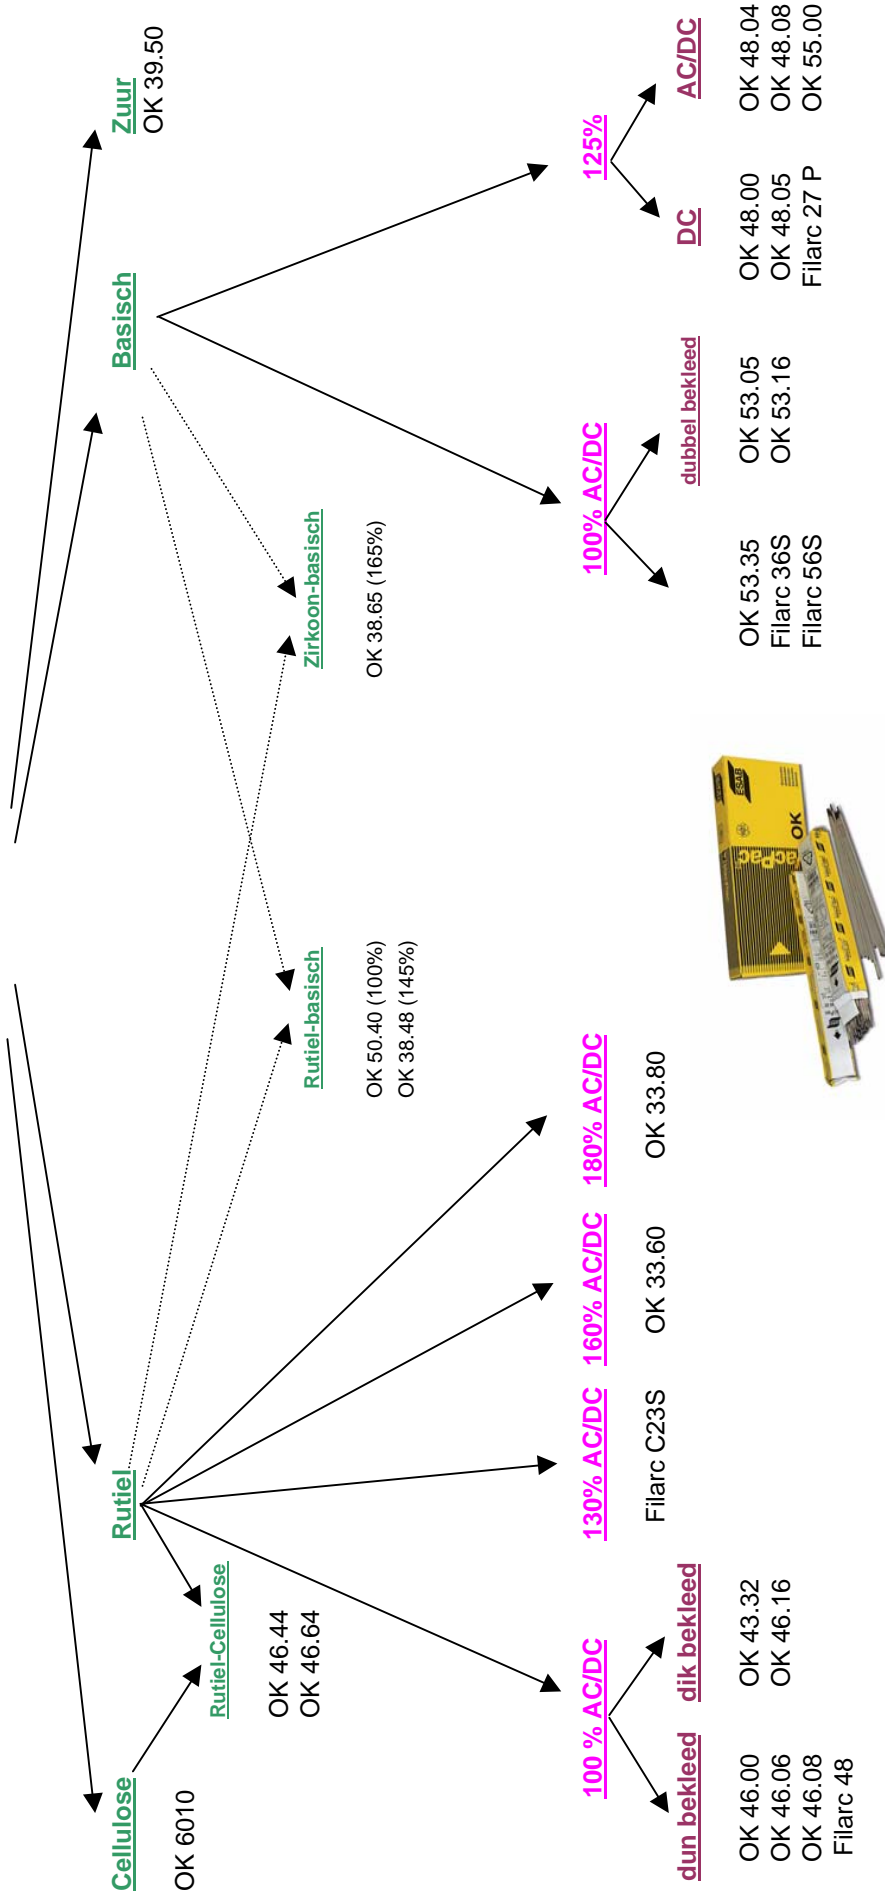 Cellulose
OK 6010
Rutiel
Basisch
Zuur
OK 39.50
Rutiel-Cellulose
OK 46.44
OK 46.64
Rutiel-basisch
OK 50.40 (100%)
OK 38.48 (145%)
Zirkoon-basisch
OK 38.65 (165%)
100 % AC/DC
130% AC/DC
Filarc C23S
160% AC/DC
OK 33.60
180% AC/DC
OK 33.80
100% AC/DC
125%
dun bekleed
OK 46.00
OK 46.06
OK 46.08
Filarc 48
dik bekleed
OK 43.32
OK 46.16
OK 53.35
Filarc 36S
Filarc 56S
dubbel bekleed
OK 53.05
OK 53.16
DC
OK 48.00
OK 48.05
Filarc 27 P
AC/DC
OK 48.04
OK 48.08
OK 55.00
ESAB
acPac
OK